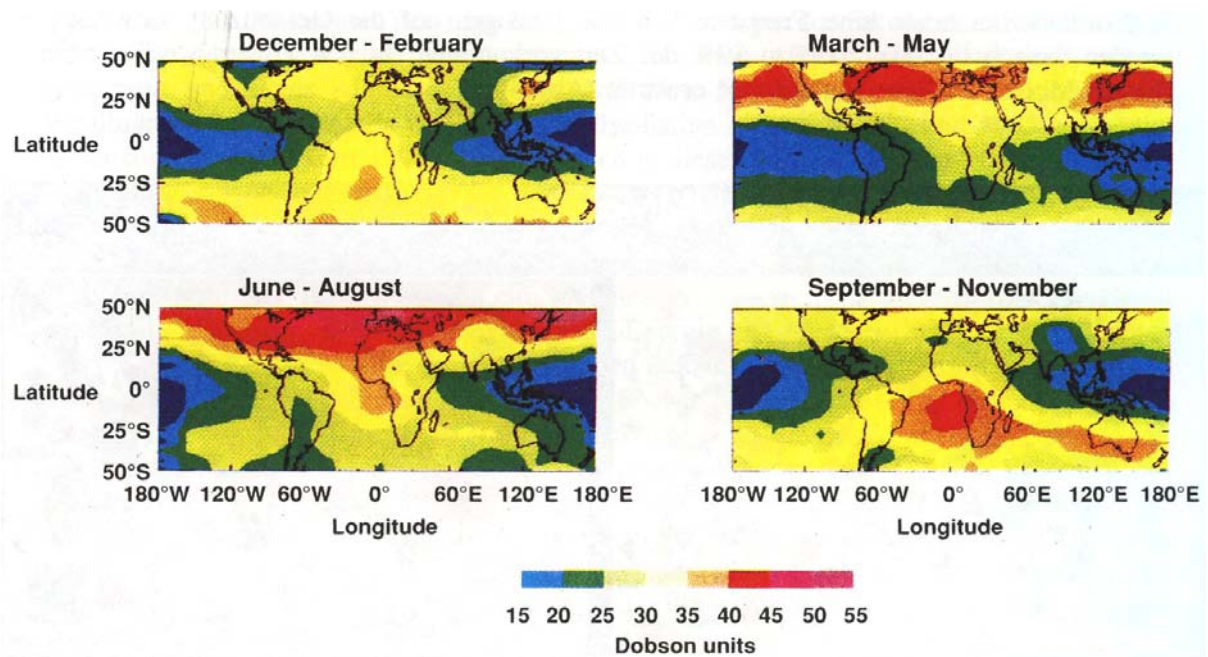 December - February
March - May
50°N
25°N
Latitude
0°
25°S
50°S
June - August
September - November
50°N
25°N
Latitude
0°
25°S
50°S
180°W 120°W 60°W 0° 60°E 120°E 180°E
180°W 120°W 60°W 0° 60°E 120°E 180°E
Longitude
Longitude
15 20 25 30 35 40 45 50 55
Dobson units